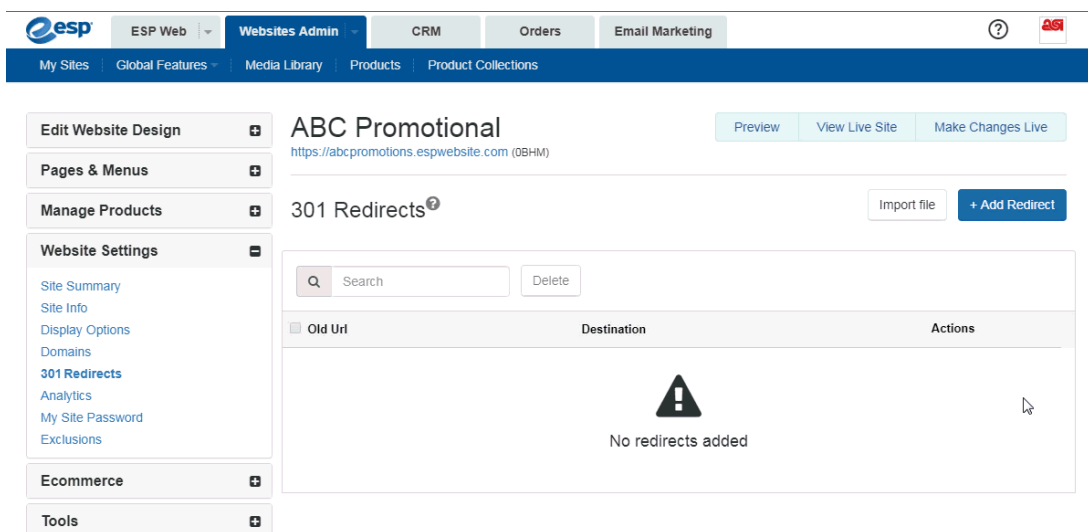 esp
ESP Web
Websites Admin
CRM
Orders
Email Marketing
?
asi
My Sites
Global Features
Media Library
Products
Product Collections
Edit Website Design
Pages & Menus
Manage Products
Website Settings
Site Summary
Site Info
Display Options
Domains
301 Redirects
Analytics
My Site Password
Exclusions
Ecommerce
Tools
ABC Promotional
https://abcpromotions.espwebsite.com (0BHM)
Preview
View Live Site
Make Changes Live
301 Redirects?
Import file
+ Add Redirect
Search
Delete
Old Url
Destination
Actions
No redirects added